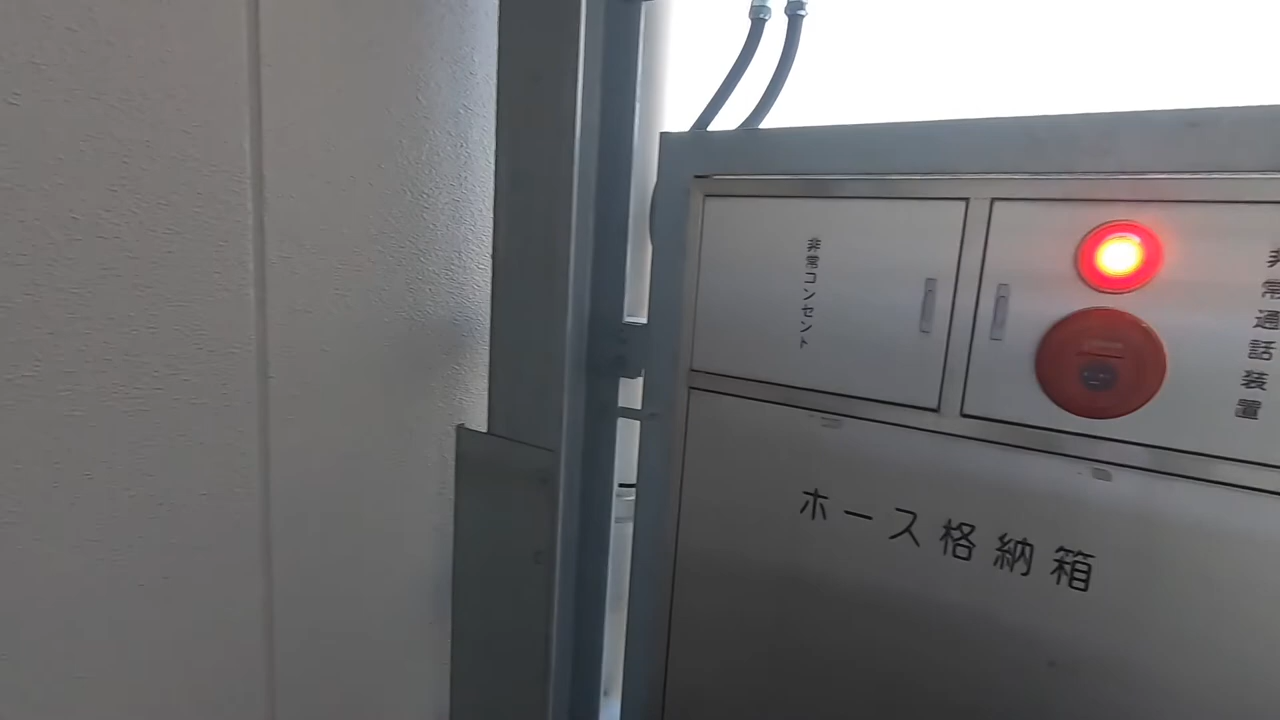 非常コンセント
非常通話装置
ホース格納箱